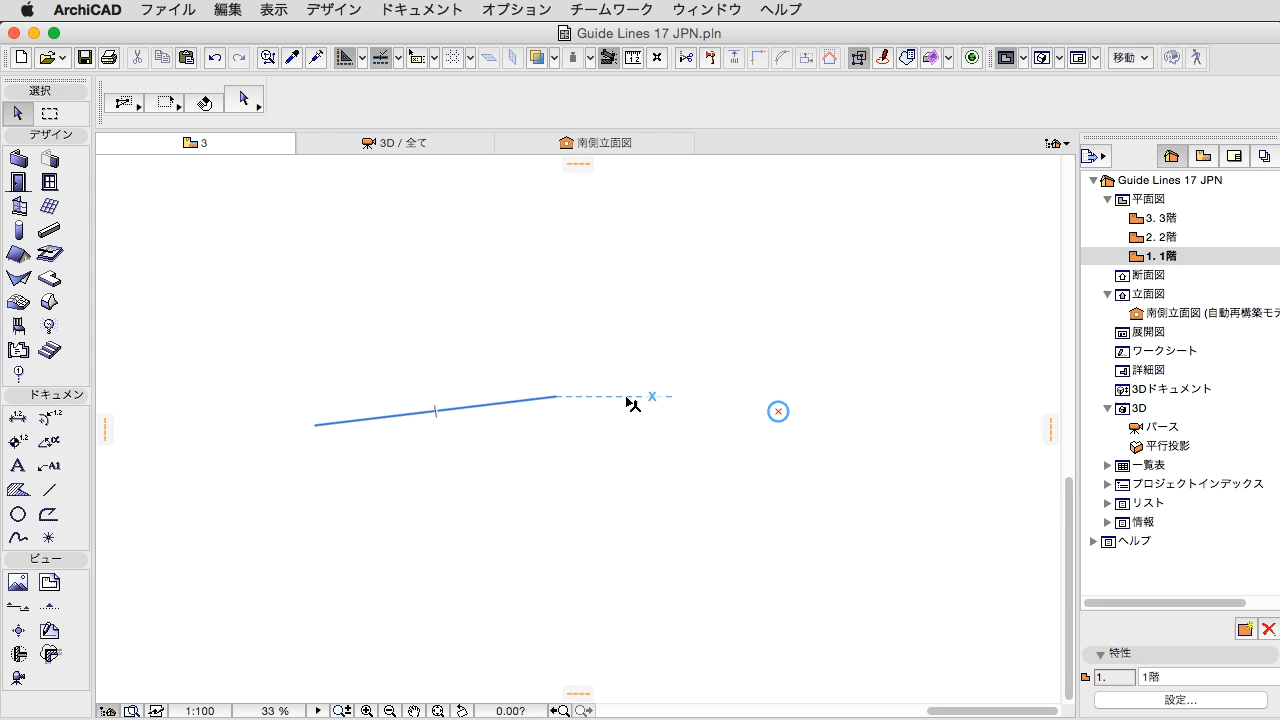 ArchiCAD ファイル 編集 表示 デザイン ドキュメント オプション チームワーク ウィンドウ ヘルプ
Guide Lines 17 JPN.pln
移動
選択
デザイン
3
3D / 全て
南側立面図
Guide Lines 17 JPN
平面図
3. 3階
2. 2階
1. 1階
断面図
立面図
南側立面図 (自動再構築モデ
展開図
ワークシート
詳細図
3Dドキュメント
3D
パース
平行投影
一覧表
プロジェクトインデックス
リスト
情報
ヘルプ
ドキュメン
ビュー
X
特性
1. 1階
設定...
1:100 33 % 0.00?